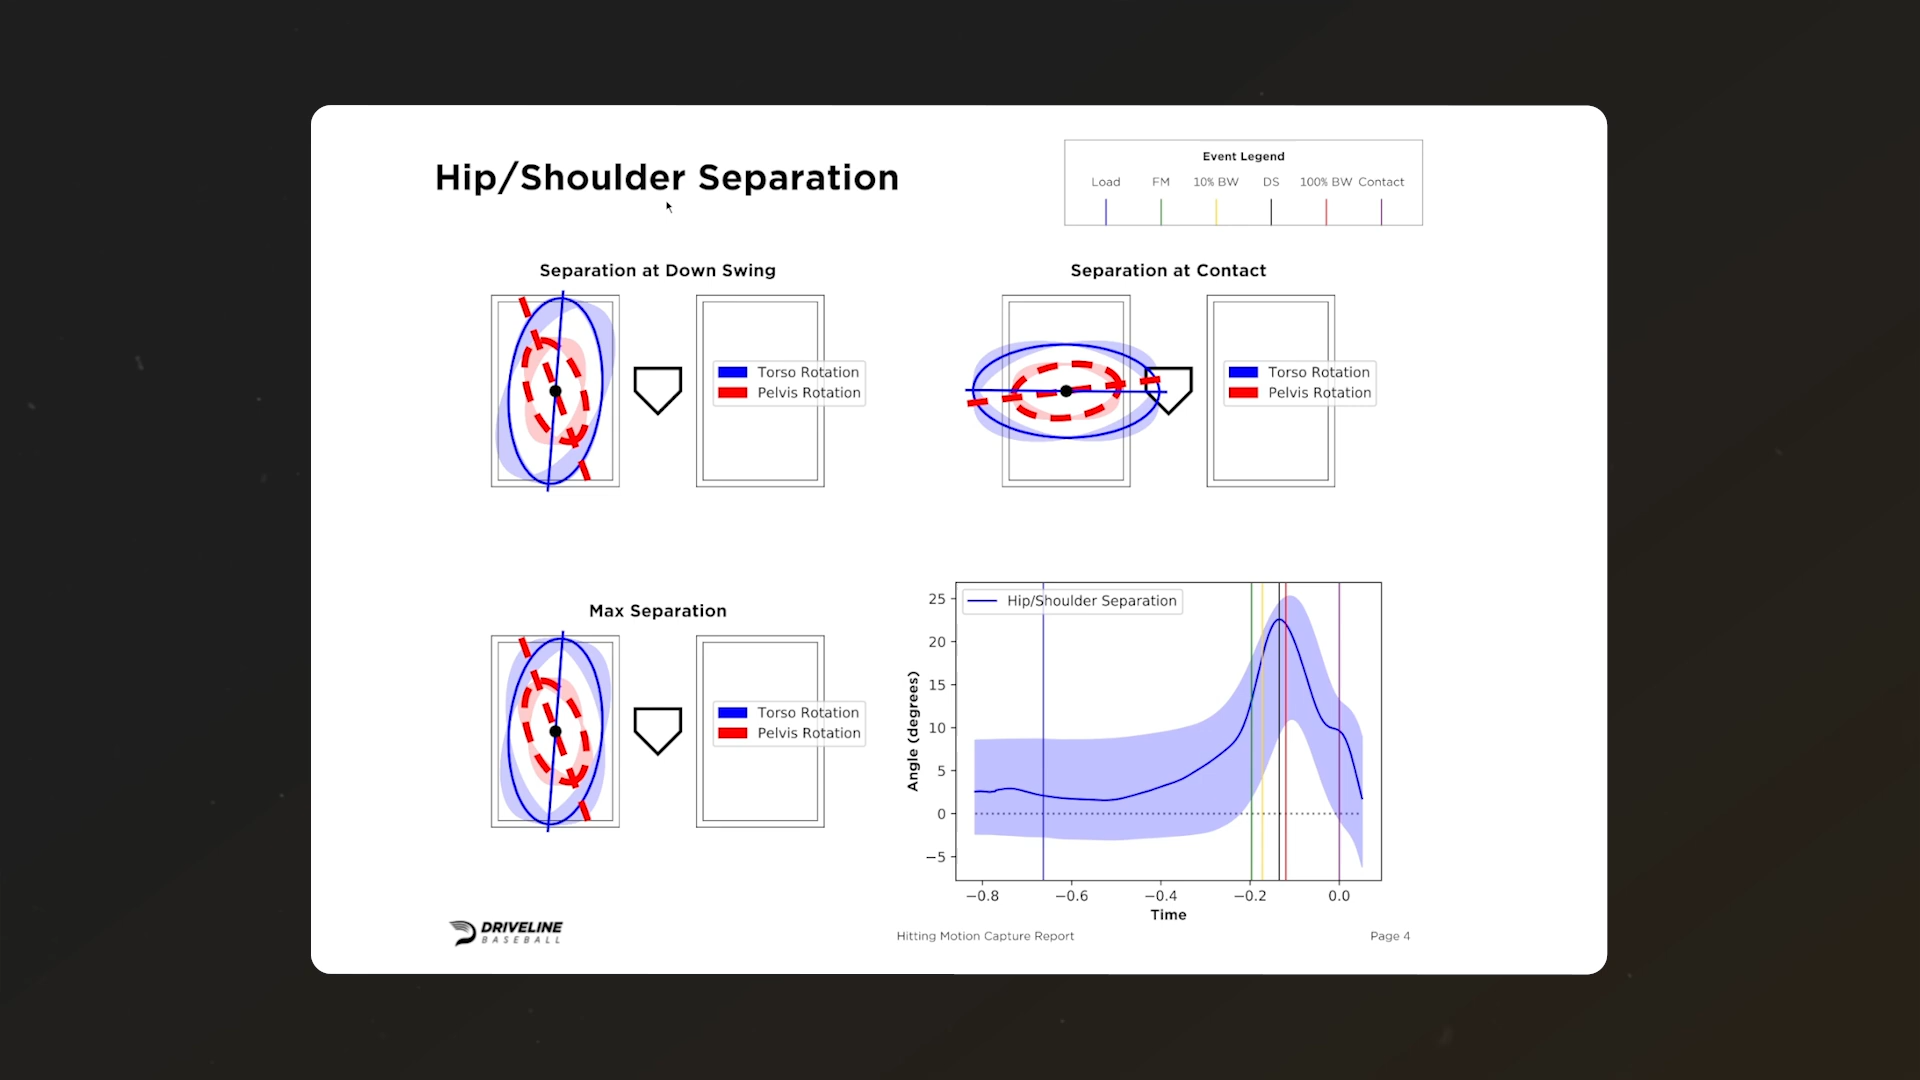 Hip/Shoulder Separation
Event Legend
Load FM 10% BW DS 100% BW Contact
Separation at Down Swing
Torso Rotation
Pelvis Rotation
Separation at Contact
Torso Rotation
Pelvis Rotation
Max Separation
Torso Rotation
Pelvis Rotation
Hip/Shoulder Separation
Angle (degrees)
25
20
15
10
5
0
−5
−0.8 −0.6 −0.4 −0.2 0.0
Time
DRIVELINE
BASEBALL
Hitting Motion Capture Report
Page 4